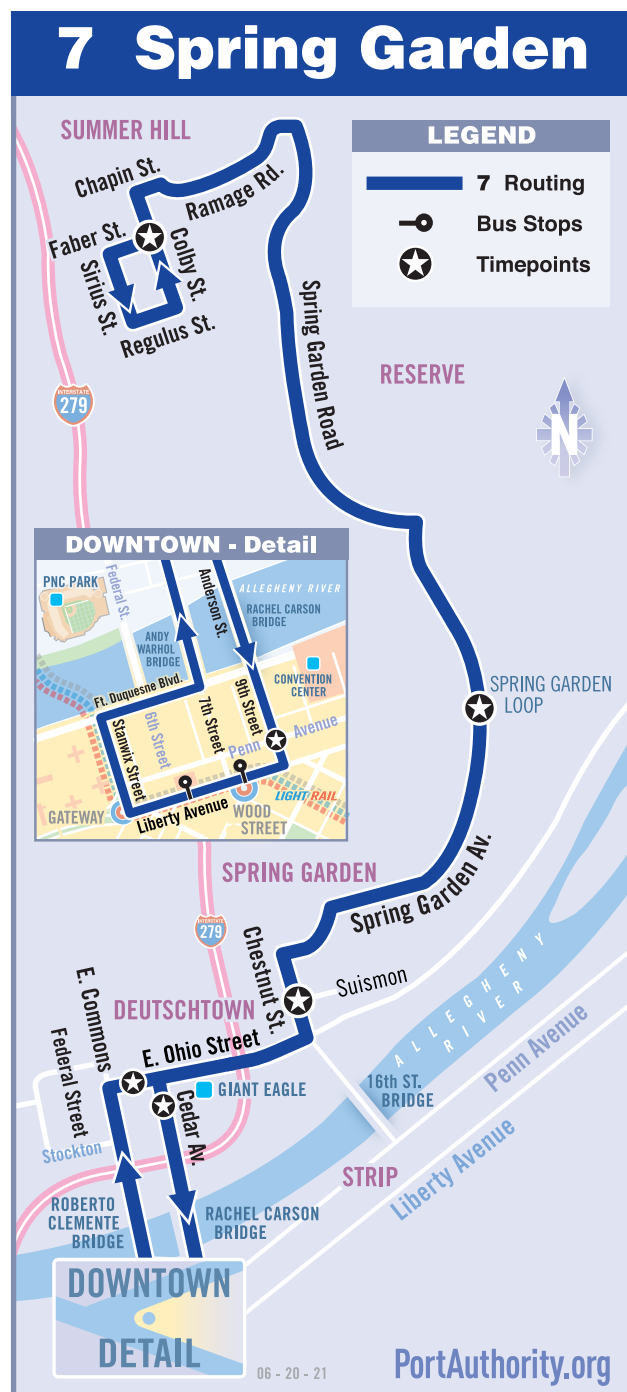 7 Spring Garden
SUMMER HILL
LEGEND
7 Routing
Bus Stops
Timepoints
Chapin St.
Ramage Rd.
Faber St.
Colby St.
Sirius St.
Regulus St.
Spring Garden Road
RESERVE
INTERSTATE
279
N
DOWNTOWN - Detail
PNC PARK
Federal St.
Anderson St.
ALLEGHENY RIVER
RACHEL CARSON
BRIDGE
ANDY
WARHOL
BRIDGE
CONVENTION
CENTER
Ft. Duquesne Blvd.
Stanwix Street
6th Street
7th Street
9th Street
Penn Avenue
LIGHT RAIL
GATEWAY
Liberty Avenue
WOOD
STREET
SPRING GARDEN
LOOP
SPRING GARDEN
Spring Garden Av.
INTERSTATE
279
Chestnut St.
Suismon
DEUTSCHTOWN
E. Commons
E. Ohio Street
Federal Street
GIANT EAGLE
Cedar Av.
Stockton
16th ST.
BRIDGE
ALLEGHENY
RIVER
Penn Avenue
Liberty Avenue
STRIP
ROBERTO
CLEMENTE
BRIDGE
RACHEL CARSON
BRIDGE
DOWNTOWN
DETAIL
06 - 20 - 21
PortAuthority.org